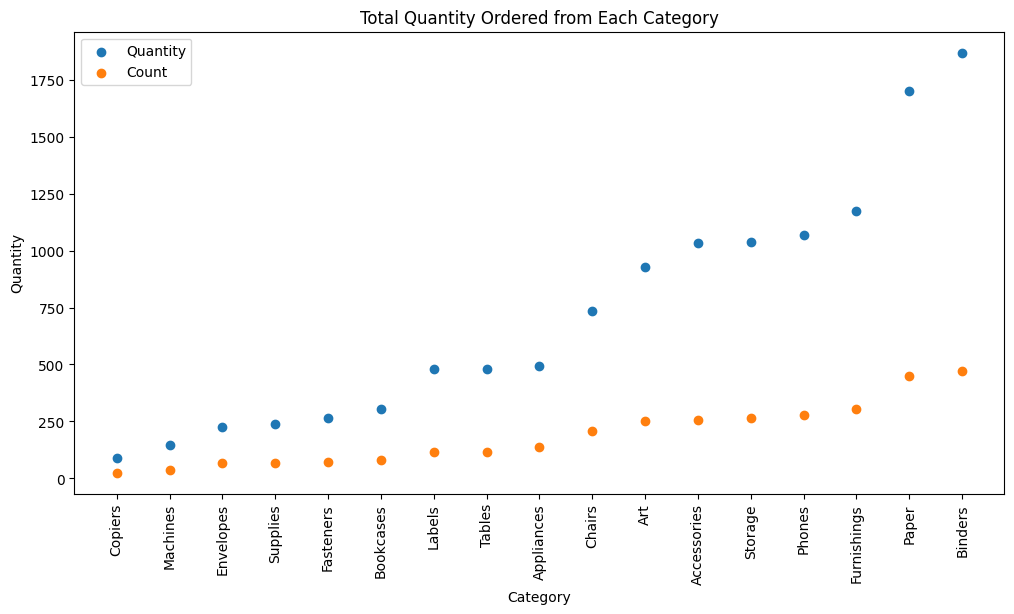 Total Quantity Ordered from Each Category
Quantity
Count
1750
1500
1250
1000
750
500
250
0
Quantity
Copiers
Machines
Envelopes
Supplies
Fasteners
Bookcases
Labels
Tables
Appliances
Chairs
Art
Accessories
Storage
Phones
Furnishings
Paper
Binders
Category